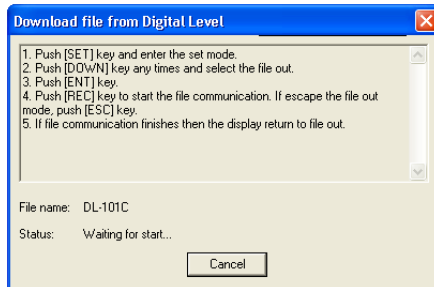 Download file from Digital Level
1. Push [SET] key and enter the set mode.
2. Push [DOWN] key any times and select the file out.
3. Push [ENT] key.
4. Push [REC] key to start the file communication. If escape the file out
mode, push [ESC] key.
5. If file communication finishes then the display return to file out.
File name: DL-101C
Status: Waiting for start...
Cancel